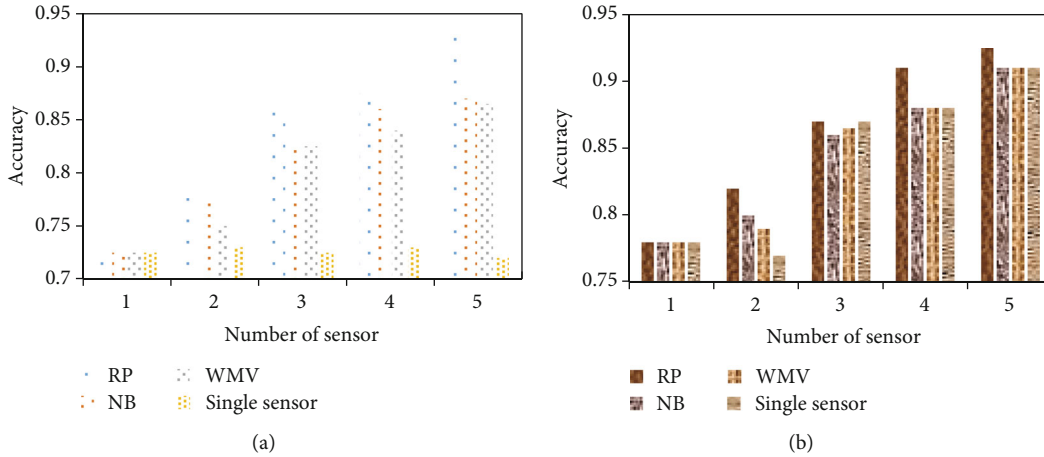 Accuracy
0.95
0.9
0.85
0.8
0.75
0.7
1 2 3 4 5
Number of sensor
RP WMV
NB Single sensor
(a)
Accuracy
0.95
0.9
0.85
0.8
0.75
1 2 3 4 5
Number of sensor
RP WMV
NB Single sensor
(b)